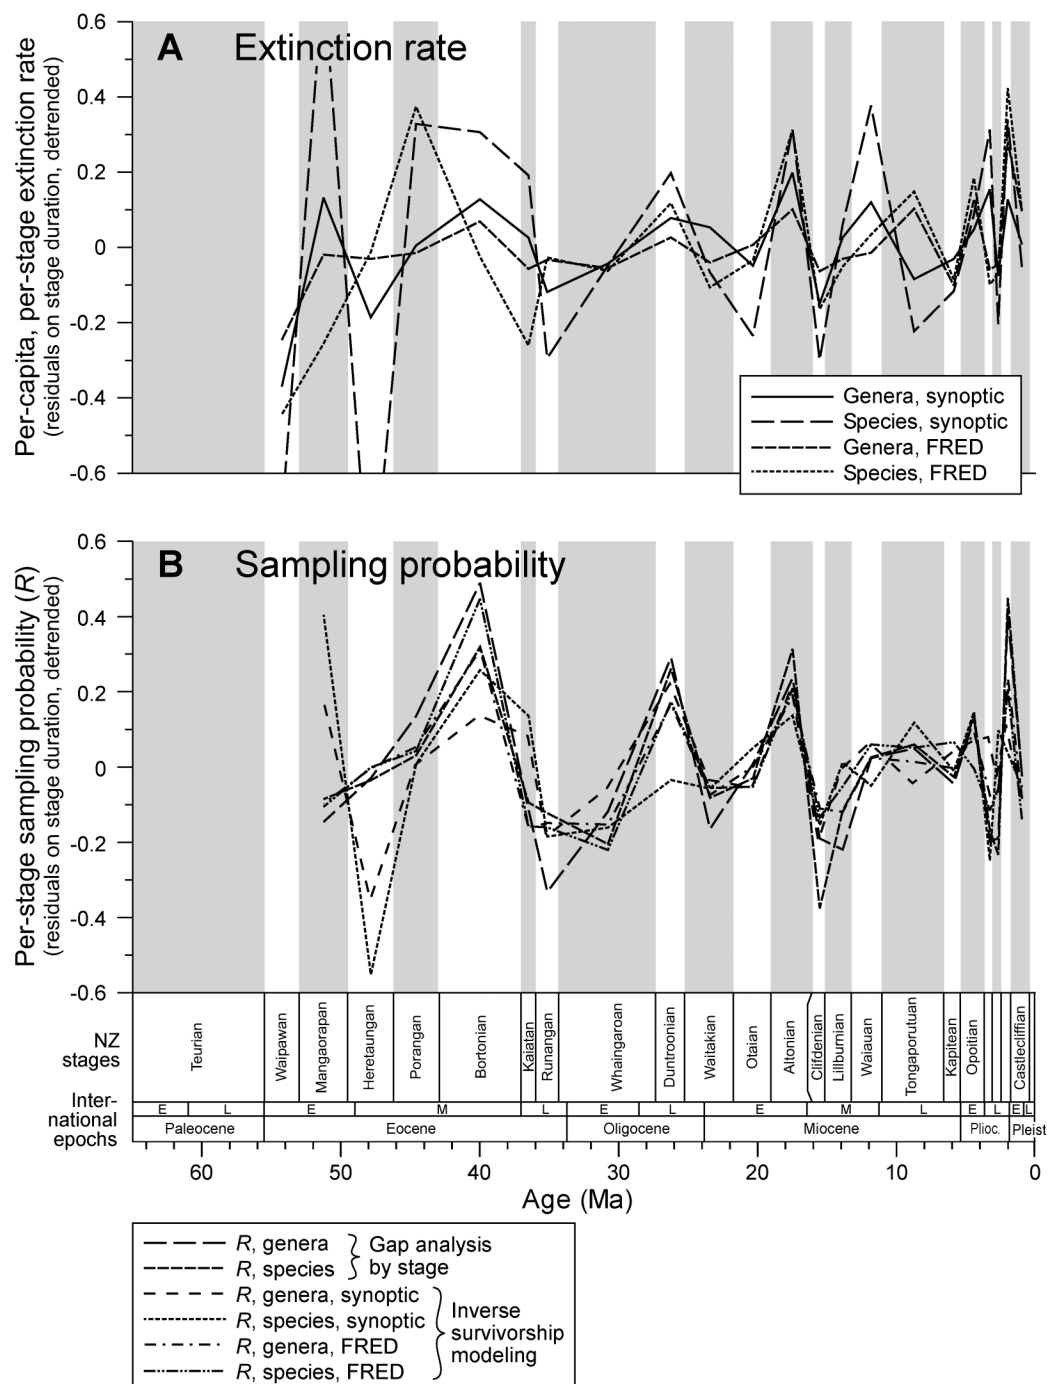 A Extinction rate
Per-capita, per-stage extinction rate
(residuals on stage duration, detrended)
0.6
0.4
0.2
0
-0.2
-0.4
-0.6
Genera, synoptic
Species, synoptic
Genera, FRED
Species, FRED
B Sampling probability
Per-stage sampling probability (R)
(residuals on stage duration, detrended)
0.6
0.4
0.2
0
-0.2
-0.4
-0.6
NZ
stages
Teurian
Waipawan
Mangaorapan
Heretaungan
Porangan
Bortonian
Kaiatan
Runangan
Whaingaroan
Duntroonian
Waitakian
Otaian
Altonian
Clifdenian
Lillburnian
Waiauan
Tongaporutuan
Kapitean
Opoitian
Castlecliffian
Inter-
national
epochs
E L E M L E L E M L E L E L
Paleocene Eocene Oligocene Miocene Plioc. Pleist
60 50 40 30 20 10 0
Age (Ma)
R, genera
R, species
Gap analysis
by stage
R, genera, synoptic
R, species, synoptic
R, genera, FRED
R, species, FRED
Inverse
survivorship
modeling